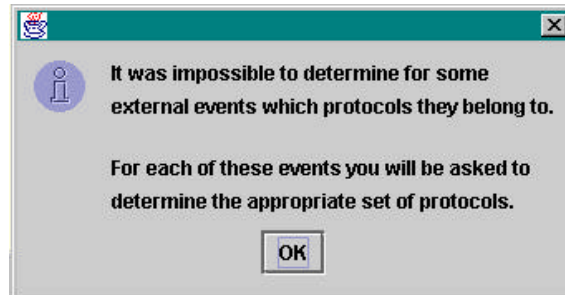 It was impossible to determine for some
external events which protocols they belong to.
For each of these events you will be asked to
determine the appropriate set of protocols.
OK